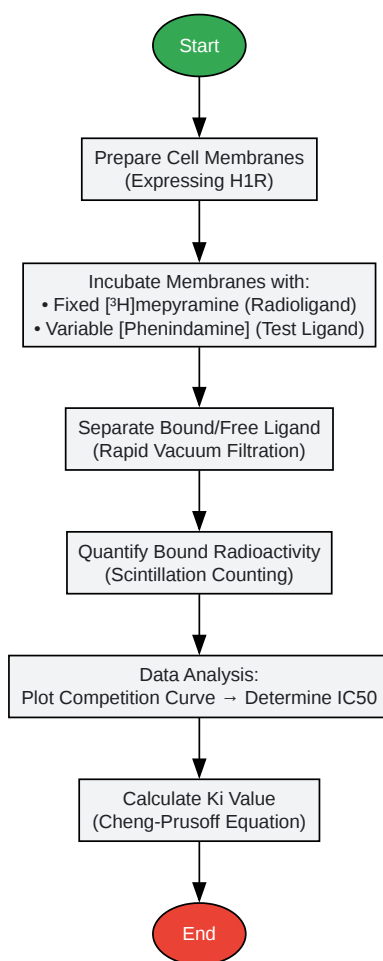 Start
Prepare Cell Membranes
(Expressing H1R)
Incubate Membranes with:
• Fixed [³H]mepyramine (Radioligand)
• Variable [Phenindamine] (Test Ligand)
Separate Bound/Free Ligand
(Rapid Vacuum Filtration)
Quantify Bound Radioactivity
(Scintillation Counting)
Data Analysis:
Plot Competition Curve → Determine IC50
Calculate Ki Value
(Cheng-Prusoff Equation)
End